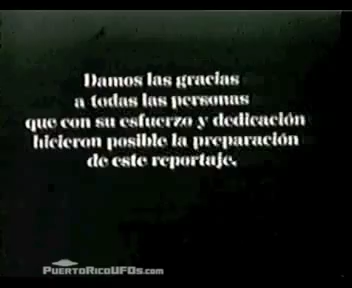 Damos las gracias
a todas las personas
que con su esfuerzo y dedicación
hicieron posible la preparación
de este reportaje.
PUERTORICOUFOS.COM